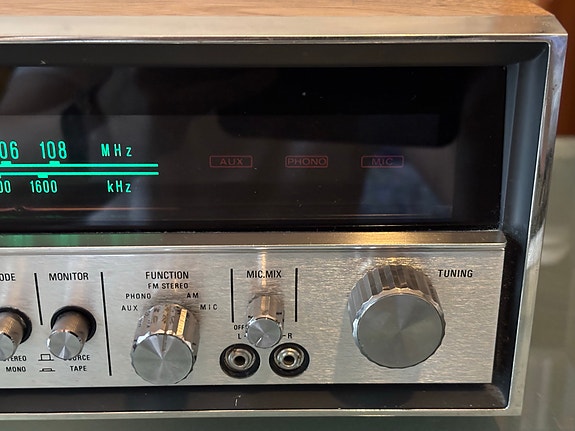 06 108 MHz
00 1600 kHz
AUX PHONO MIC
ODE
STEREO
MONO
MONITOR
SOURCE
TAPE
FUNCTION
FM STEREO
PHONO AM
AUX MIC
MIC.MIX
OFF
L R
TUNING